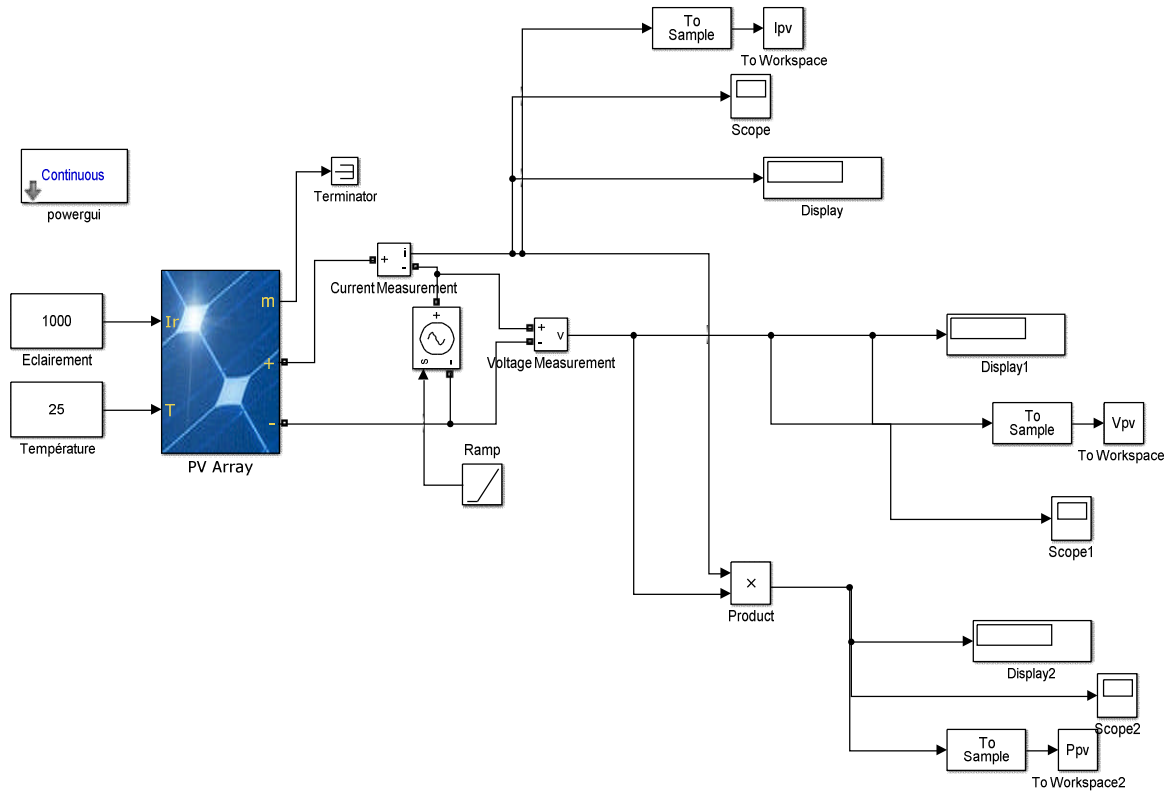 To
Sample
Ipv
To Workspace
Scope
Continuous
powergui
Terminator
Display
i
+
-
Current Measurement
m
1000
Ir
Eclairement
+
s
-
+
-
v
Voltage Measurement
Display1
+
25
T
-
Température
PV Array
Ramp
To
Sample
Vpv
To Workspace
Scope1
×
Product
Display2
Scope2
To
Sample
Ppv
To Workspace2